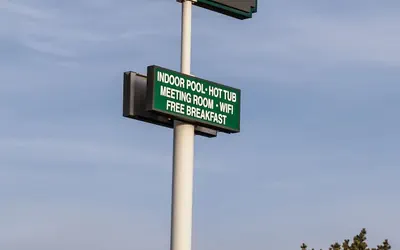 INDOOR POOL • HOT TUB
MEETING ROOM • WIFI
FREE BREAKFAST